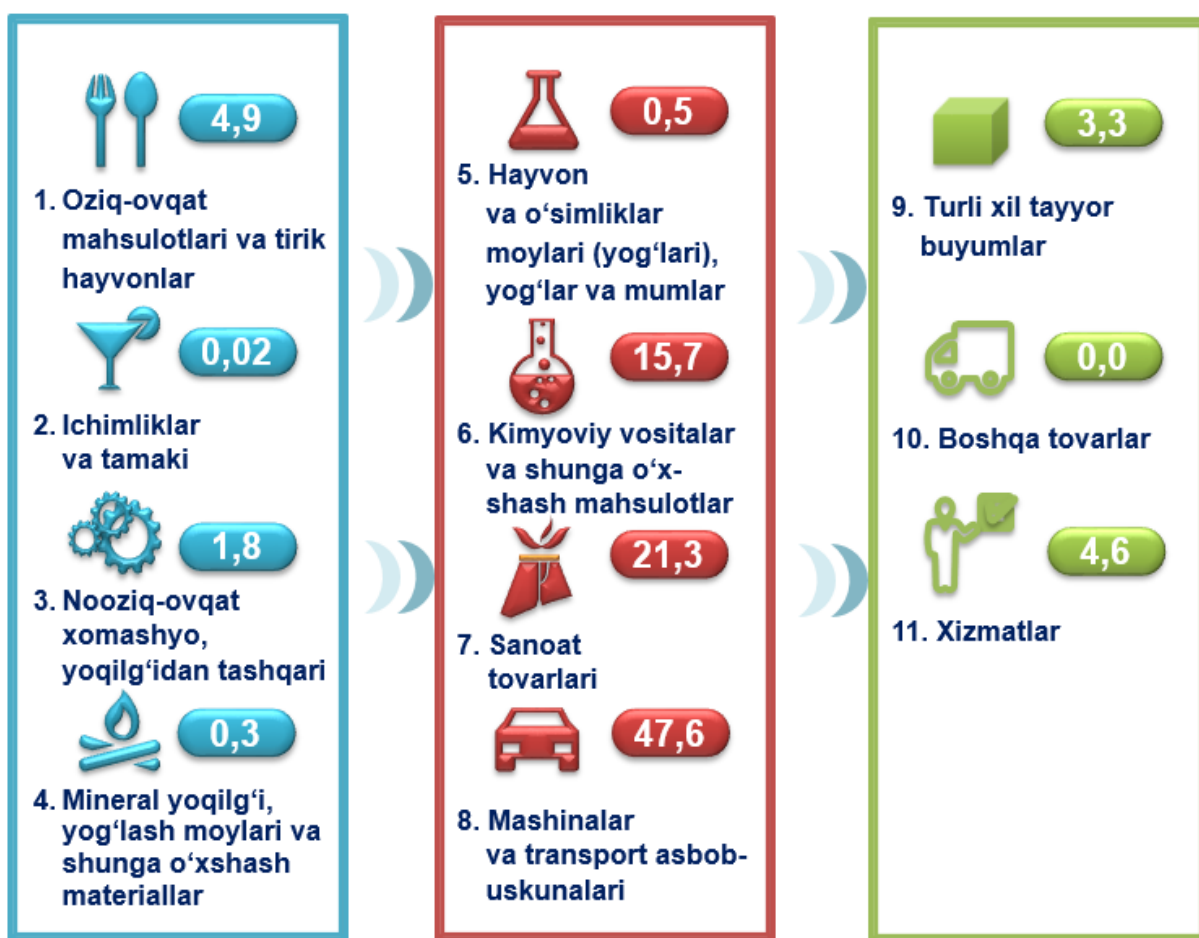 4,9
1. Oziq-ovqat
mahsulotlari va tirik
hayvonlar
0,02
2. Ichimliklar
va tamaki
1,8
3. Nooziq-ovqat
xomashyo,
yoqilg‘idan tashqari
0,3
4. Mineral yoqilg‘i,
yog‘lash moylari va
shunga o‘xshash
materiallar
0,5
5. Hayvon
va o‘simliklar
moylari (yog‘lari),
yog‘lar va mumlar
15,7
6. Kimyoviy vositalar
va shunga o‘x-
shash mahsulotlar
21,3
7. Sanoat
tovarlari
47,6
8. Mashinalar
va transport asbob-
uskunalari
3,3
9. Turli xil tayyor
buyumlar
0,0
10. Boshqa tovarlar
4,6
11. Xizmatlar